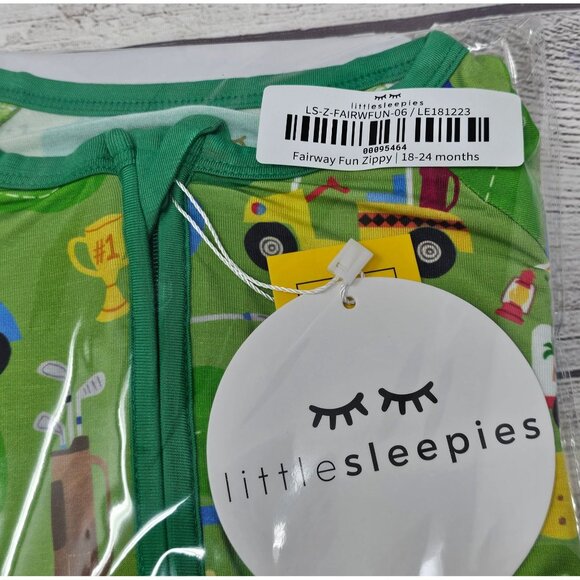 littlesleepies
LS-Z-FAIRWFUN-06 / LE181223
00095464
Fairway Fun Zippy | 18-24 months
#1
littlesleepies